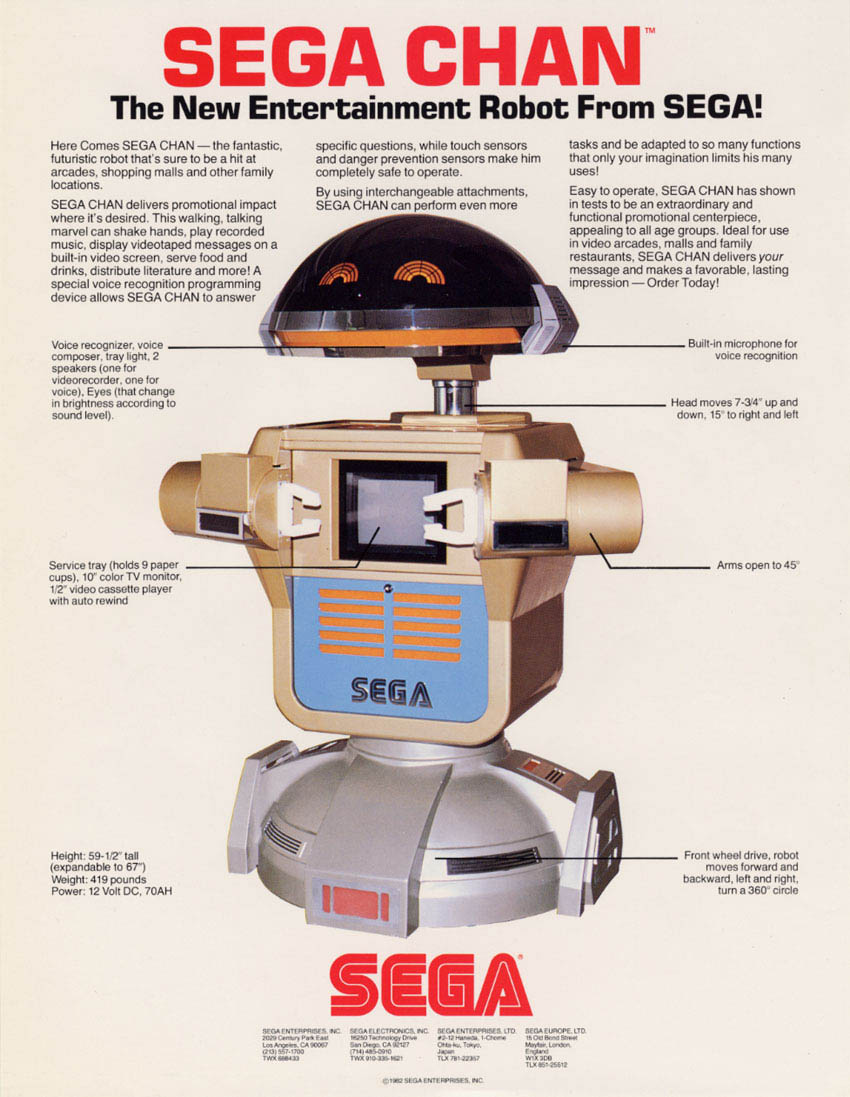 SEGA CHAN™
The New Entertainment Robot From SEGA!
Here Comes SEGA CHAN — the fantastic,
futuristic robot that's sure to be a hit at
arcades, shopping malls and other family
locations.
SEGA CHAN delivers promotional impact
where it's desired. This walking, talking
marvel can shake hands, play recorded
music, display videotaped messages on a
built-in video screen, serve food and
drinks, distribute literature and more! A
special voice recognition programming
device allows SEGA CHAN to answer
specific questions, while touch sensors
and danger prevention sensors make him
completely safe to operate.
By using interchangeable attachments,
SEGA CHAN can perform even more
tasks and be adapted to so many functions
that only your imagination limits his many
uses!
Easy to operate, SEGA CHAN has shown
in tests to be an extraordinary and
functional promotional centerpiece,
appealing to all age groups. Ideal for use
in video arcades, malls and family
restaurants, SEGA CHAN delivers your
message and makes a favorable, lasting
impression — Order Today!
Voice recognizer, voice
composer, tray light, 2
speakers (one for
videorecorder, one for
voice), Eyes (that change
in brightness according to
sound level).
Built-in microphone for
voice recognition
Head moves 7-3/4" up and
down, 15° to right and left
Service tray (holds 9 paper
cups), 10" color TV monitor,
1/2" video cassette player
with auto rewind
Arms open to 45°
SEGA
Height: 59-1/2" tall
(expandable to 67")
Weight: 419 pounds
Power: 12 Volt DC, 70AH
Front wheel drive, robot
moves forward and
backward, left and right,
turn a 360° circle
SEGA®
SEGA ENTERPRISES, INC.
2029 Century Park East
Los Angeles, CA 90067
(213) 557-1700
TWX 688433
SEGA ELECTRONICS, INC.
16250 Technology Drive
San Diego, CA 92127
(714) 485-0910
TWX 910-335-1621
SEGA ENTERPRISES, LTD.
#2-12 Haneda, 1-Chome
Ohta-ku, Tokyo,
Japan
TLX 781-22357
SEGA EUROPE, LTD.
15 Old Bond Street
Mayfair, London,
England
W1X 3DB
TLX 851-25512
©1982 SEGA ENTERPRISES, INC.